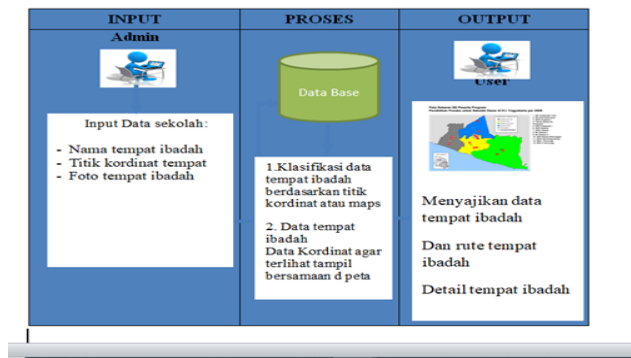 INPUT
PROSES
OUTPUT
Admin
Input Data sekolah:
- Nama tempat ibadah
- Titik kordinat tempat
- Foto tempat ibadah
Data Base
1.Klasifikasi data
tempat ibadah
berdasarkan titik
kordinat atau maps
2. Data tempat
ibadah
Data Kordinat agar
terlihat tampil
bersamaan d peta
User
Menyajikan data
tempat ibadah
Dan rute tempat
ibadah
Detail tempat ibadah